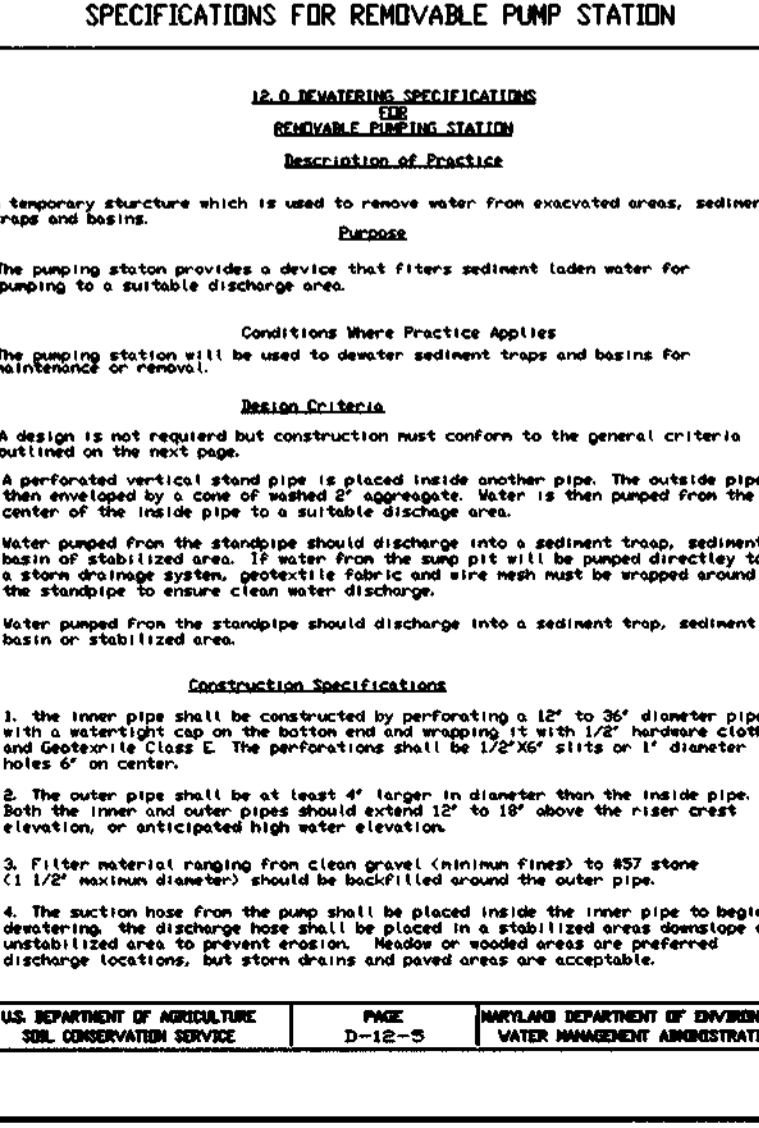 SPECIFICATIONS FOR REMOVABLE PUMP STATION
12.0 DEWATERING SPECIFICATIONS
FOR
REMOVABLE PUMPING STATION
Description of Practice
temporary sturcture which is used to remove water from exacvated areas, sedimen
raps and basins.
Purpose
The pumping staton provides a device that fiters sediment laden water for
pumping to a suitable discharge area.
Conditions Where Practice Applies
The pumping station will be used to dewater sediment traps and basins for
maintenance or removal.
Design Criteria
A design is not requierd but construction must conform to the general criteria
outlined on the next page.
A perforated vertical stand pipe is placed inside another pipe. The outside pipe
then enveloped by a cone of washed 2" aggreagate. Water is then pumped from the
center of the inside pipe to a suitable dischage area.
Water pumped from the standpipe should discharge into a sediment traap, sediment
basin of stabilized area. If water from the sump pit will be pumped directley to
a storm drainage system, geotextile fabric and wire mesh must be wrapped around
the standpipe to ensure clean water discharge.
Water pumped from the standpipe should discharge into a sediment trap, sediment
basin or stabilized area.
Construction Specifications
1. the inner pipe shall be constructed by perforating a 12" to 36" diameter pipe
with a watertight cap on the bottom end and wrapping it with 1/2" hardware cloth
and Geotexrile Class E. The perforations shall be 1/2"X6" slits or 1" diameter
holes 6" on center.
2. The outer pipe shall be at least 4" larger in diameter than the inside pipe.
Both the inner and outer pipes should extend 12" to 18" above the riser crest
elevation, or anticipated high water elevation.
3. Filter material ranging from clean gravel (minimum fines) to #57 stone
(1 1/2" maximum diameter) should be backfilled around the outer pipe.
4. The suction hose from the pump shall be placed inside the inner pipe to begin
dewatering. the discharge hose shall be placed in a stabilized areas downslope o
unstabilized area to prevent erosion. Meadow or wooded areas are preferred
discharge locations, but storm drains and paved areas are acceptable.
U.S. DEPARTMENT OF AGRICULTURE
SOIL CONSERVATION SERVICE
PAGE
D-12-5
MARYLAND DEPARTMENT OF ENVIRON
WATER MANAGEMENT ADMINISTRATI